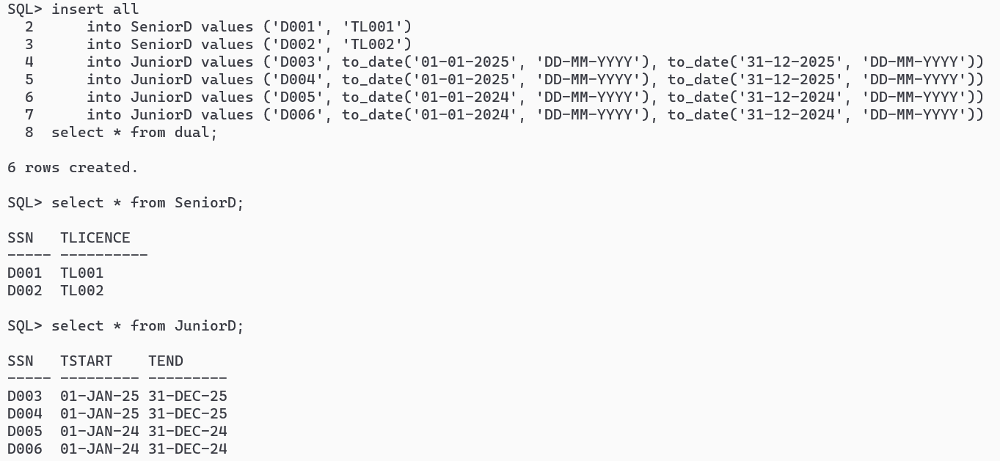 SQL> insert all
  2      into SeniorD values ('D001', 'TL001')
  3      into SeniorD values ('D002', 'TL002')
  4      into JuniorD values ('D003', to_date('01-01-2025', 'DD-MM-YYYY'), to_date('31-12-2025', 'DD-MM-YYYY'))
  5      into JuniorD values ('D004', to_date('01-01-2025', 'DD-MM-YYYY'), to_date('31-12-2025', 'DD-MM-YYYY'))
  6      into JuniorD values ('D005', to_date('01-01-2024', 'DD-MM-YYYY'), to_date('31-12-2024', 'DD-MM-YYYY'))
  7      into JuniorD values ('D006', to_date('01-01-2024', 'DD-MM-YYYY'), to_date('31-12-2024', 'DD-MM-YYYY'))
  8  select * from dual;

6 rows created.

SQL> select * from SeniorD;

SSN   TLICENCE
----- ----------
D001  TL001
D002  TL002

SQL> select * from JuniorD;

SSN   TSTART    TEND
----- --------- ---------
D003  01-JAN-25 31-DEC-25
D004  01-JAN-25 31-DEC-25
D005  01-JAN-24 31-DEC-24
D006  01-JAN-24 31-DEC-24